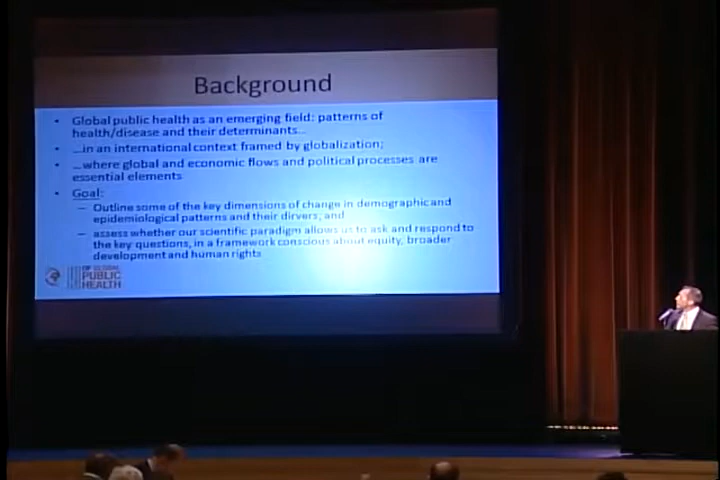 Background
• Global public health as an emerging field: patterns of
health/disease and their determinants...
• ...in an international context framed by globalization;
• ...where global and economic flows and political processes are
essential elements
• Goal:
– Outline some of the key dimensions of change in demographic and
epidemiological patterns and their dirvers; and
– assess whether our scientific paradigm allows us to ask and respond to
the key questions, in a framework conscious about equity, broader
development and human rights
OF GLOBAL
PUBLIC
HEALTH